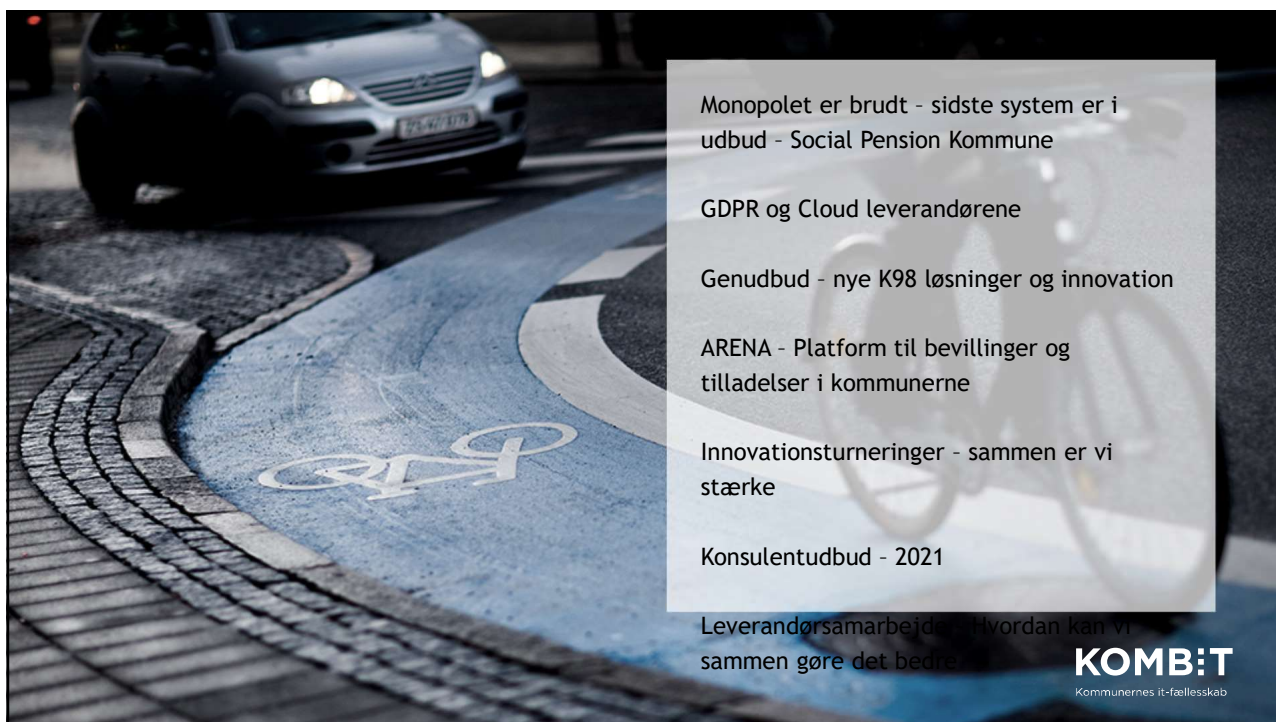 Monopolet er brudt – sidste system er i
udbud – Social Pension Kommune
GDPR og Cloud leverandørene
Genudbud – nye K98 løsninger og innovation
ARENA – Platform til bevillinger og
tilladelser i kommunerne
Innovationsturneringer – sammen er vi
stærke
Konsulentudbud – 2021
Leverandørsamarbejde – Hvordan kan vi
sammen gøre det bedre
KOMB:T
Kommunernes it-fællesskab